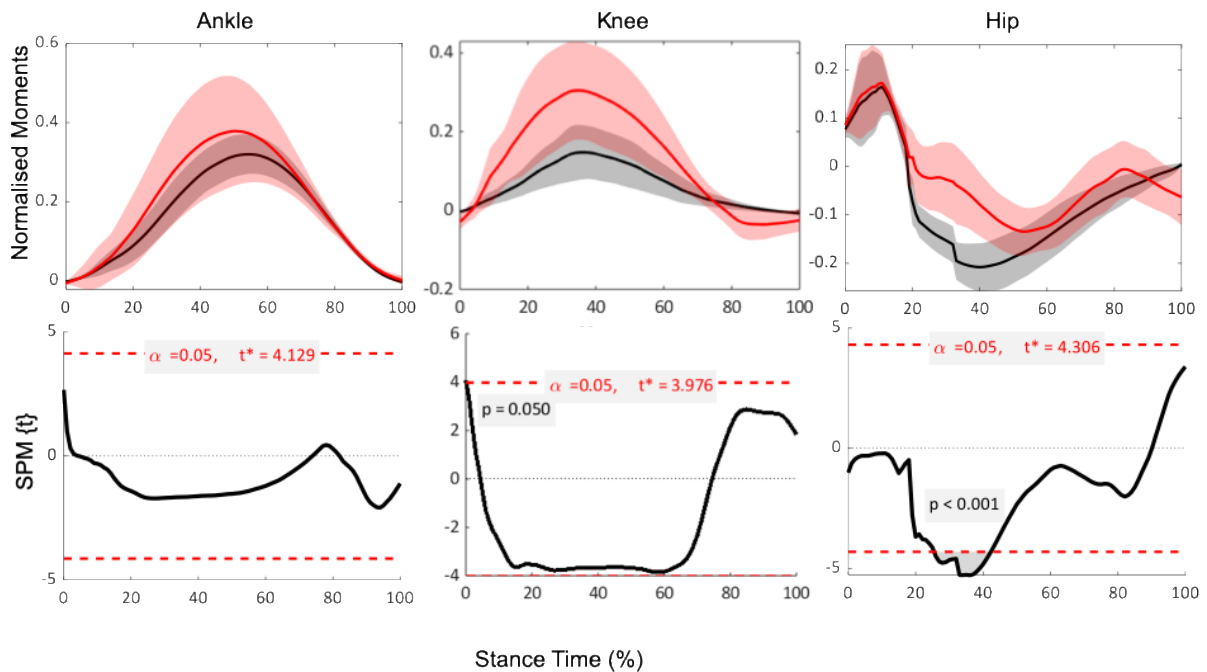 Ankle Knee Hip
Normalised Moments
0.6
0.4
0.2
0
0 20 40 60 80 100
0.4
0.2
0.0
-0.2
0 20 40 60 80 100
0.2
0.1
0
-0.1
-0.2
0 20 40 60 80 100
SPM {t}
5
0
-5
α =0.05, t* = 4.129
0 20 40 60 80 100
6
4
2
0
-2
-4
α =0.05, t* = 3.976
p = 0.050
0 20 40 60 80 100
5
0
-5
α =0.05, t* = 4.306
p < 0.001
0 20 40 60 80 100
Stance Time (%)